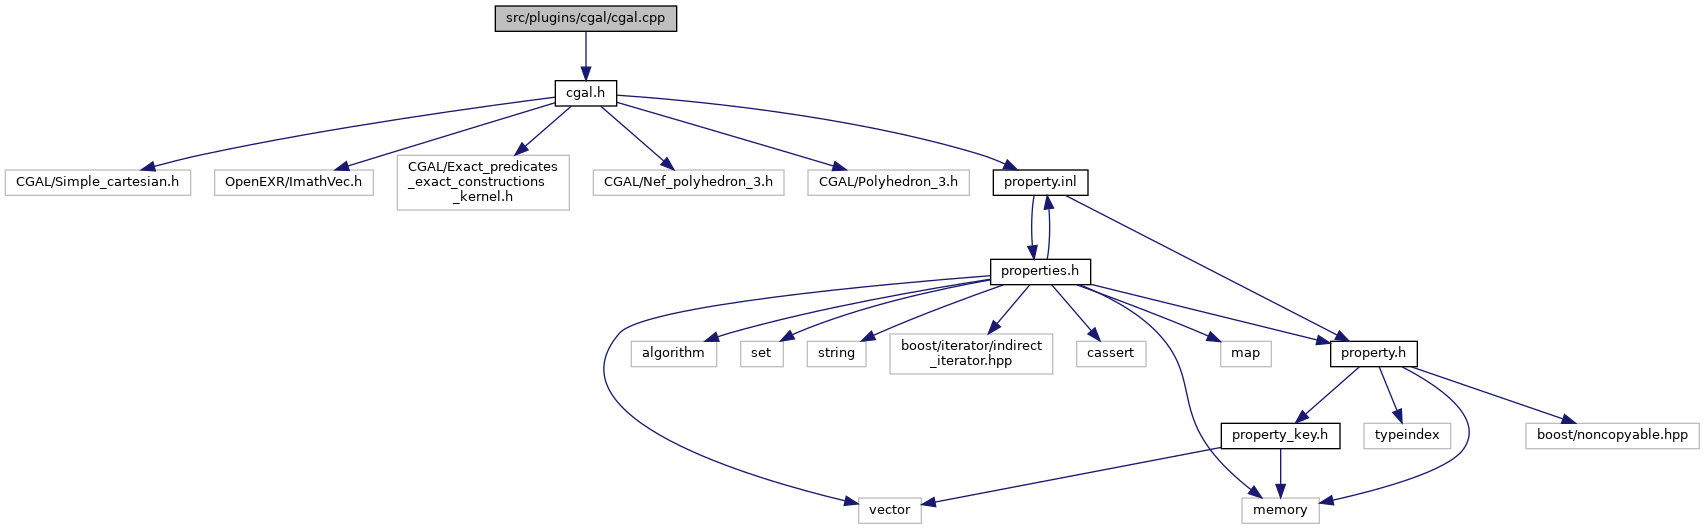 src/plugins/cgal/cgal.cpp
cgal.h
CGAL/Simple_cartesian.h
OpenEXR/ImathVec.h
CGAL/Exact_predicates
_exact_constructions
_kernel.h
CGAL/Nef_polyhedron_3.h
CGAL/Polyhedron_3.h
property.inl
properties.h
algorithm
set
string
boost/iterator/indirect
_iterator.hpp
cassert
map
property.h
property_key.h
typeindex
boost/noncopyable.hpp
vector
memory